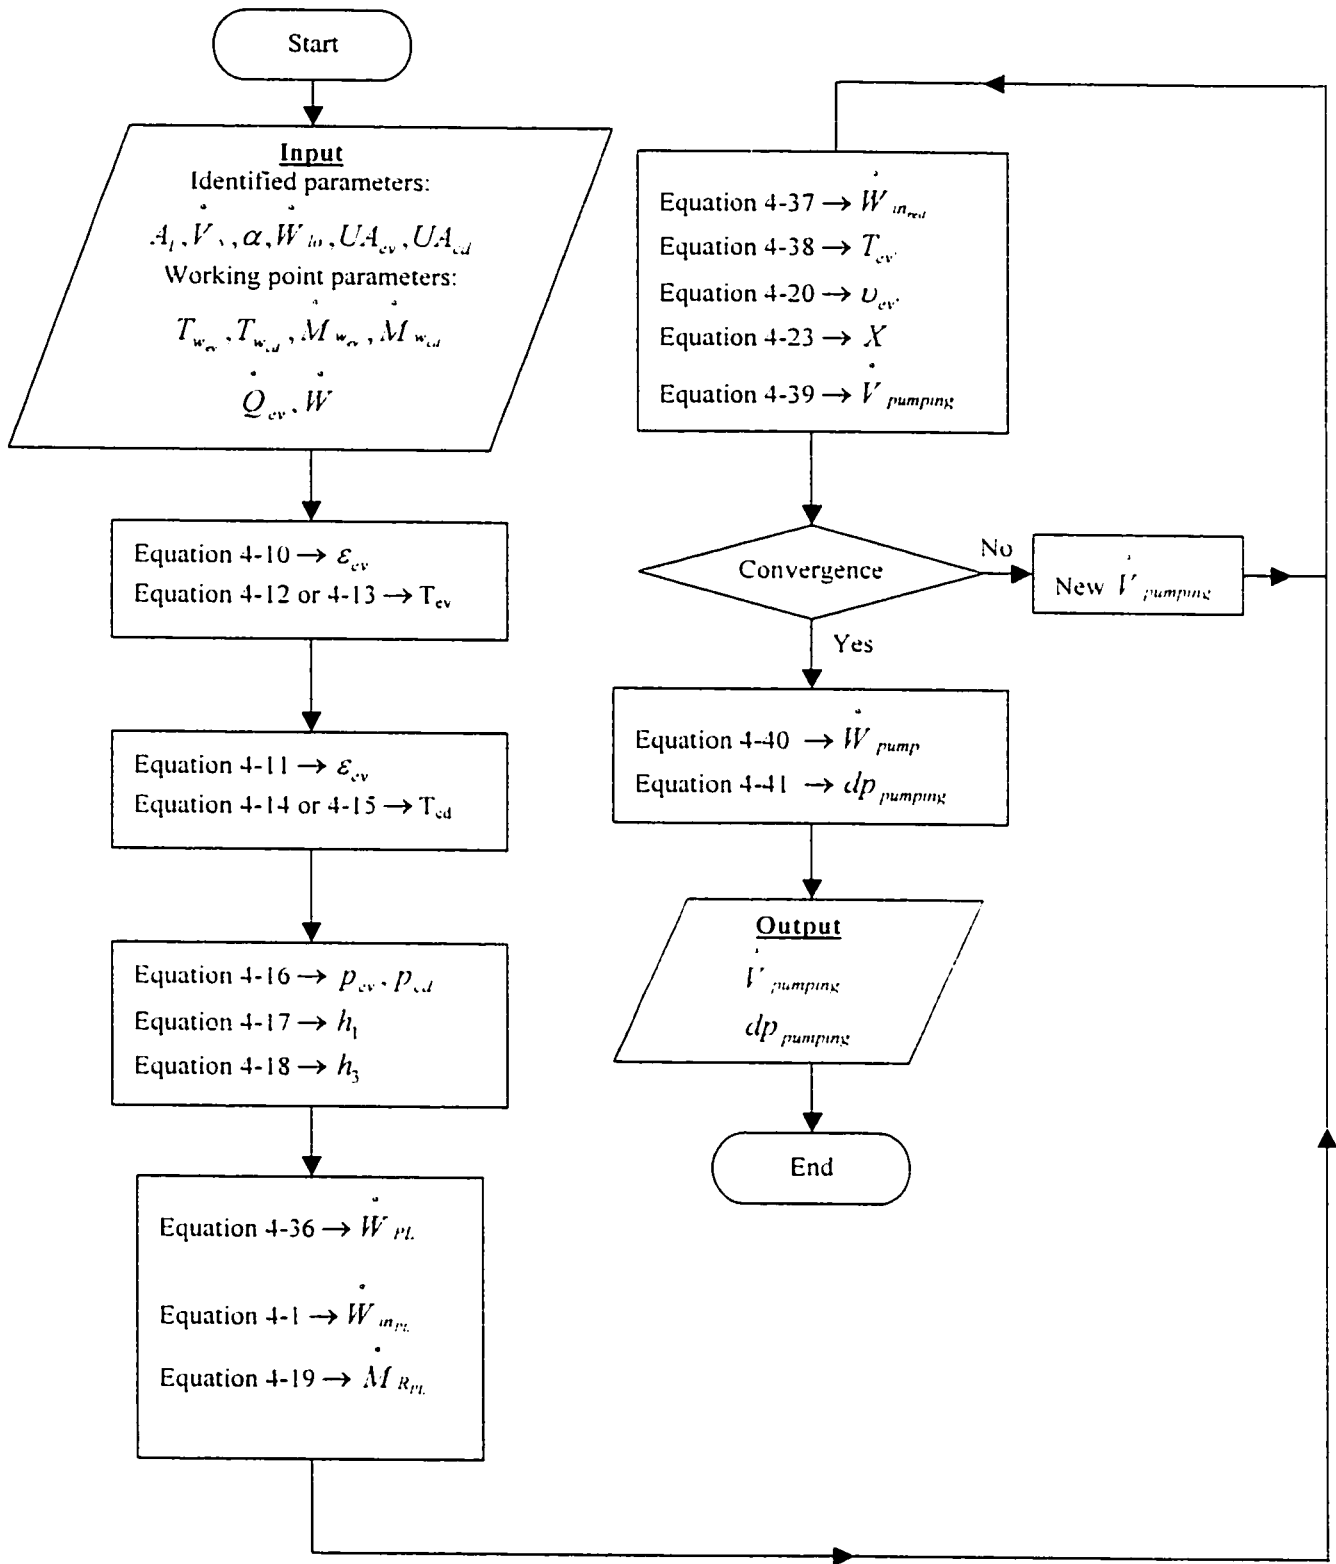 Start
Input
Identified parameters:
A_l, V̇_s, α, Ẇ_lo, UA_ev, UA_cd
Working point parameters:
T_w_ev, T_w_cd, Ṁ_w_ev, Ṁ_w_cd
Q̇_ev, Ẇ
Equation 4-10 → ε_ev
Equation 4-12 or 4-13 → T_ev
Equation 4-11 → ε_ev
Equation 4-14 or 4-15 → T_cd
Equation 4-16 → p_ev, p_cd
Equation 4-17 → h_1
Equation 4-18 → h_3
Equation 4-36 → Ẇ_PL
Equation 4-1 → Ẇ_in_PL
Equation 4-19 → Ṁ_R_PL
Equation 4-37 → Ẇ_in_red
Equation 4-38 → T_ev'
Equation 4-20 → υ_ev'
Equation 4-23 → X
Equation 4-39 → V̇_pumping
Convergence
No
New V̇_pumping
Yes
Equation 4-40 → Ẇ_pump
Equation 4-41 → dp_pumping
Output
V̇_pumping
dp_pumping
End